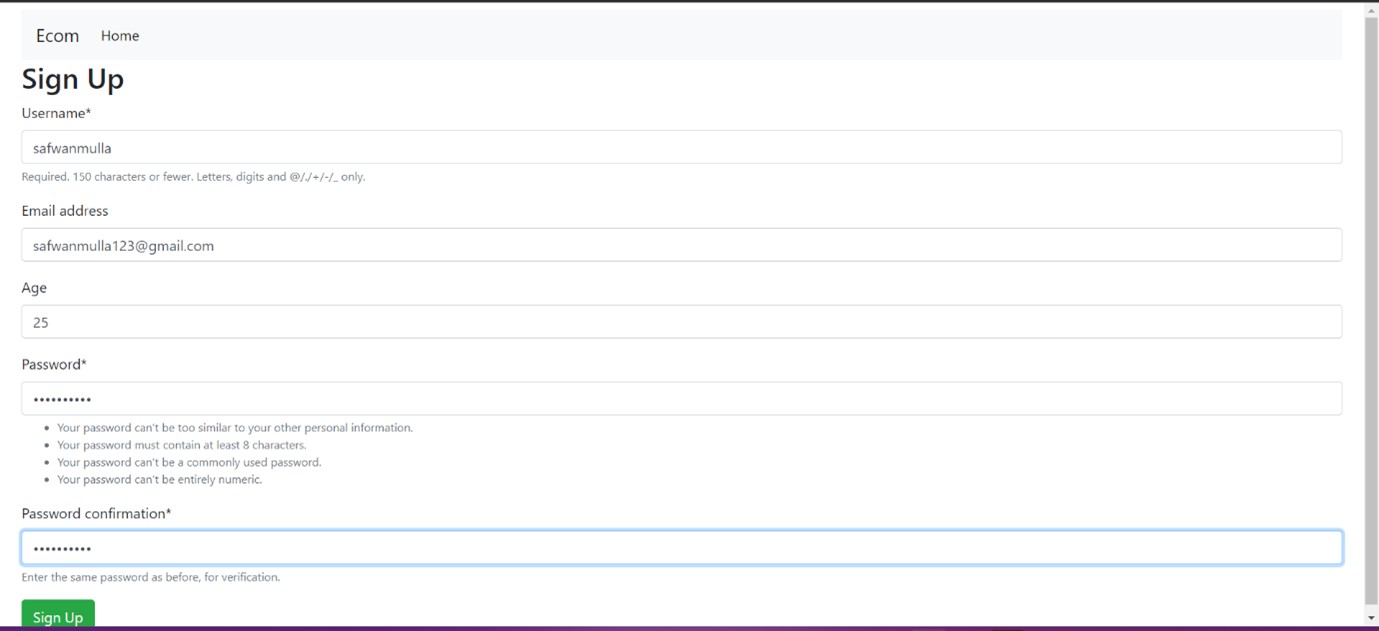 Ecom Home
Sign Up
Username*
safwanmulla
Required. 150 characters or fewer. Letters, digits and @/./+/-/_ only.
Email address
safwanmulla123@gmail.com
Age
25
Password*
••••••••••
Your password can't be too similar to your other personal information.
Your password must contain at least 8 characters.
Your password can't be a commonly used password.
Your password can't be entirely numeric.
Password confirmation*
••••••••••
Enter the same password as before, for verification.
Sign Up